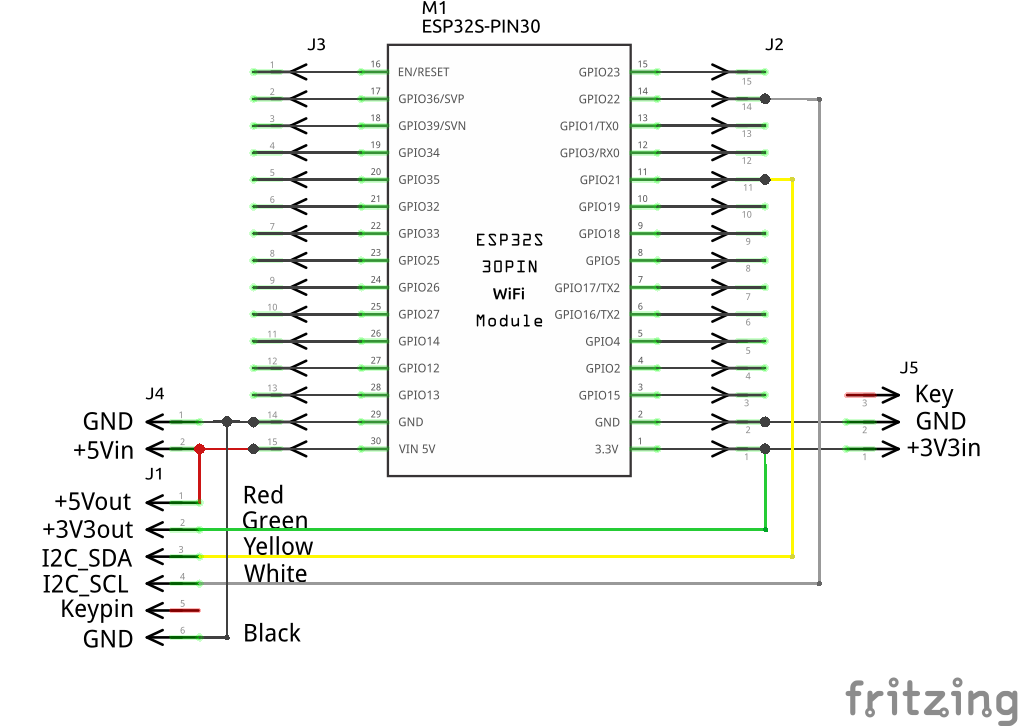 M1
ESP32S-PIN30
J3
J2
1 16 EN/RESET GPIO23 15 15
2 17 GPIO36/SVP GPIO22 14 14
3 18 GPIO39/SVN GPIO1/TX0 13 13
4 19 GPIO34 GPIO3/RX0 12 12
5 20 GPIO35 GPIO21 11 11
6 21 GPIO32 GPIO19 10 10
7 22 GPIO33 GPIO18 9 9
8 23 GPIO25 GPIO5 8 8
9 24 GPIO26 GPIO17/TX2 7 7
10 25 GPIO27 GPIO16/TX2 6 6
11 26 GPIO14 GPIO4 5 5
12 27 GPIO12 GPIO2 4 4
13 28 GPIO13 GPIO15 3 3
14 29 GND GND 2 2
15 30 VIN 5V 3.3V 1 1
ESP32S
30PIN
WiFi
Module
J4
GND 1
+5Vin 2
J1
+5Vout 1 Red
+3V3out 2 Green
I2C_SDA 3 Yellow
I2C_SCL 4 White
Keypin 5
GND 6 Black
J5
3 Key
2 GND
1 +3V3in
fritzing